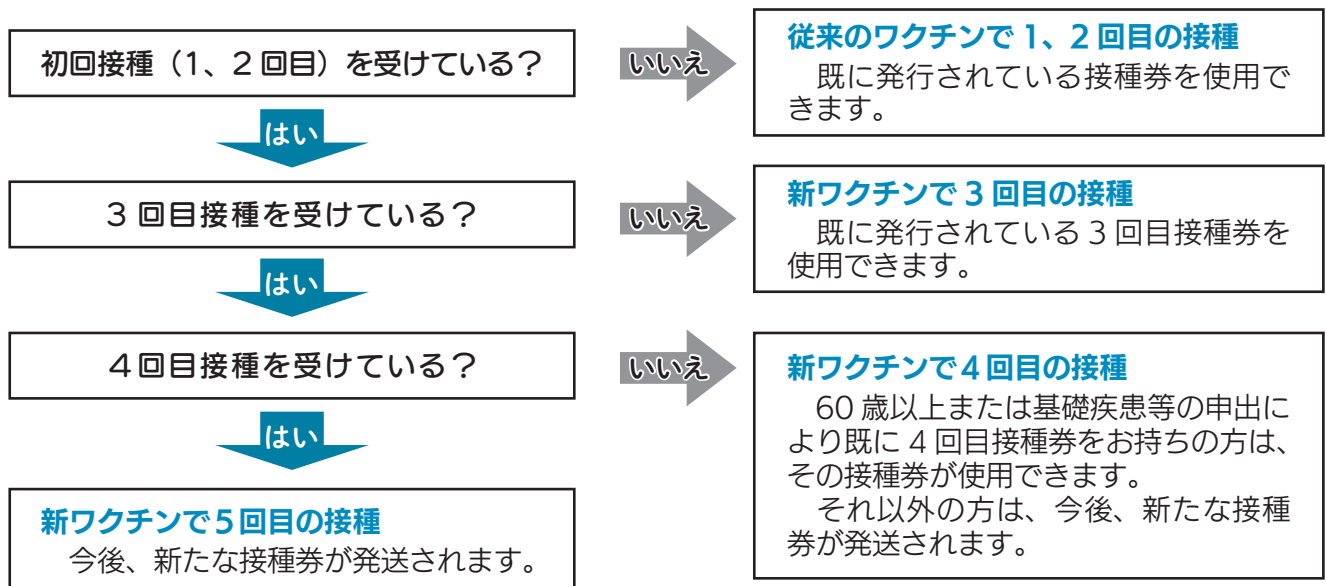 初回接種（1、2回目）を受けている？
いいえ
従来のワクチンで1、2回目の接種
既に発行されている接種券を使用で
きます。
はい
3回目接種を受けている？
いいえ
新ワクチンで3回目の接種
既に発行されている3回目接種券を
使用できます。
はい
4回目接種を受けている？
いいえ
新ワクチンで4回目の接種
60歳以上または基礎疾患等の申出に
より既に4回目接種券をお持ちの方は、
その接種券が使用できます。
それ以外の方は、今後、新たな接種
券が発送されます。
はい
新ワクチンで5回目の接種
今後、新たな接種券が発送されます。